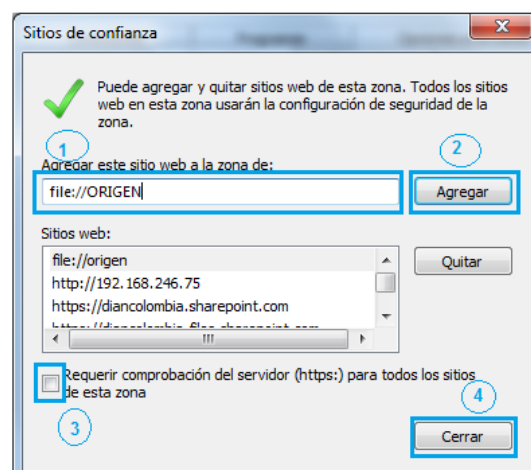 Sitios de confianza
Puede agregar y quitar sitios web de esta zona. Todos los sitios
web en esta zona usarán la configuración de seguridad de la
zona.
1
2
Agregar este sitio web a la zona de:
file://ORIGEN
Agregar
Sitios web:
file://origen
Quitar
http://192.168.246.75
https://diancolombia.sharepoint.com
Requerir comprobación del servidor (https:) para todos los sitios
de esta zona
3
4
Cerrar